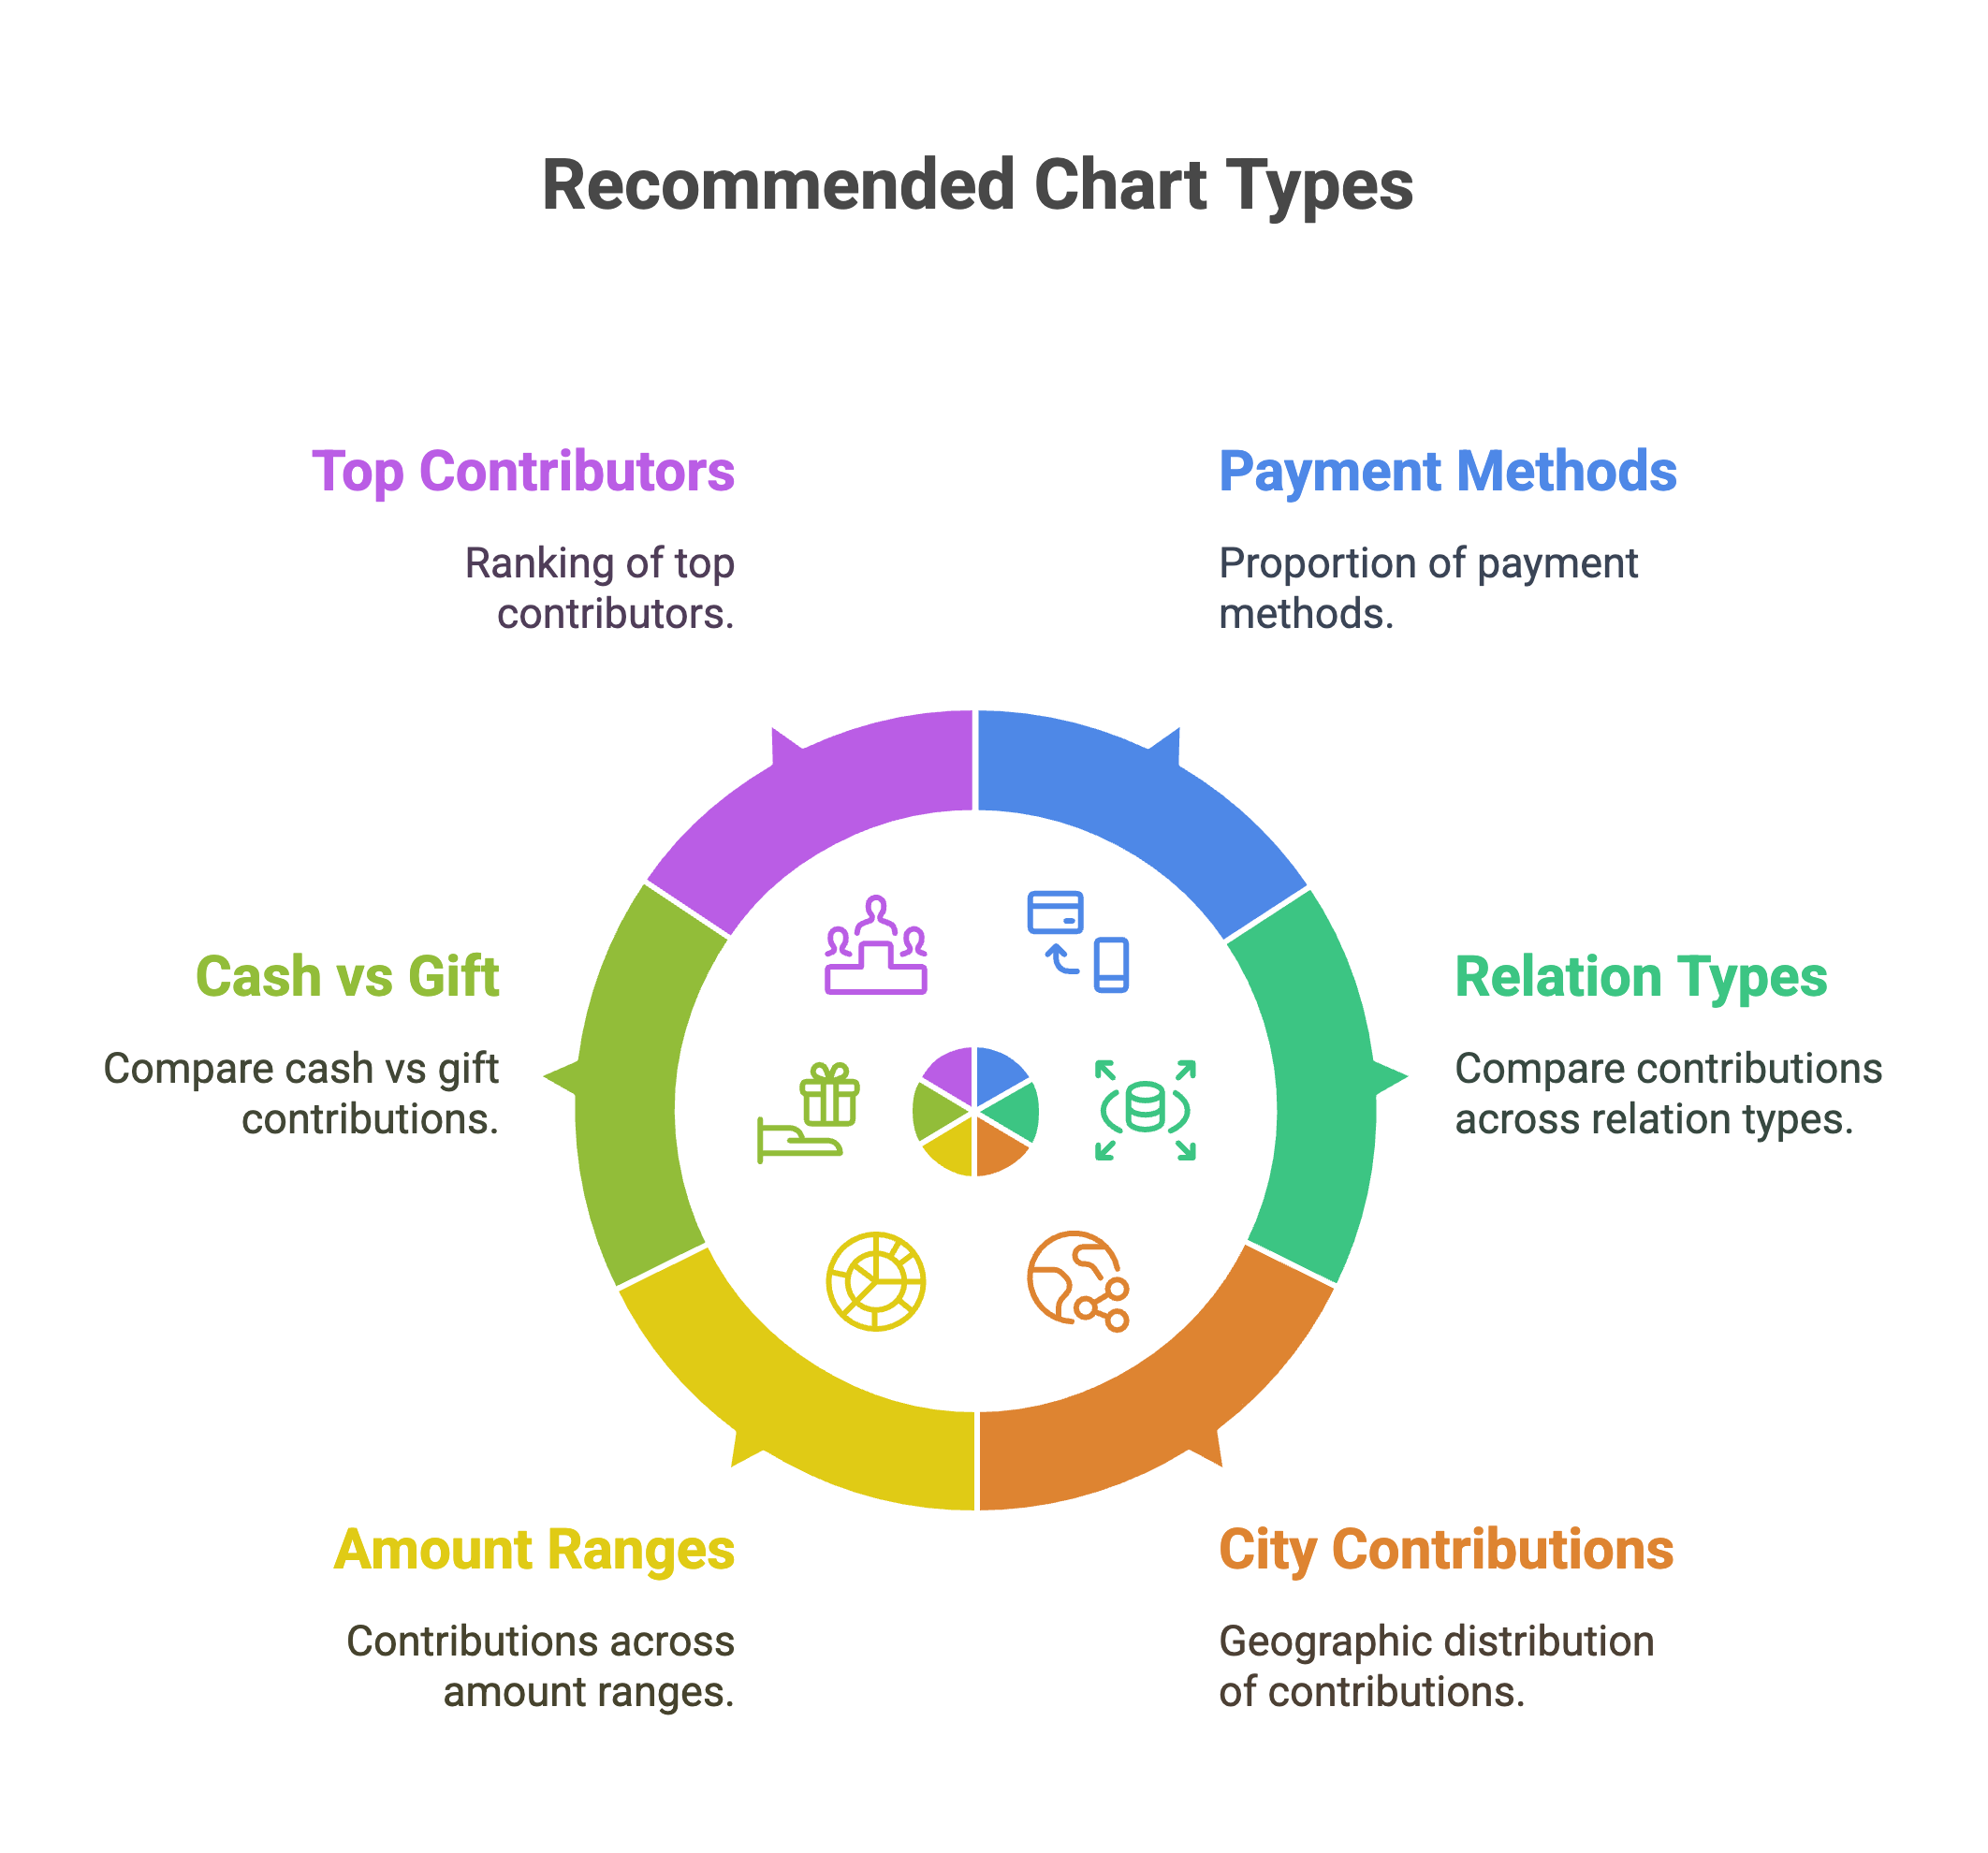 Recommended Chart Types
Top Contributors
Ranking of top
contributors.
Payment Methods
Proportion of payment
methods.
Cash vs Gift
Compare cash vs gift
contributions.
Relation Types
Compare contributions
across relation types.
Amount Ranges
Contributions across
amount ranges.
City Contributions
Geographic distribution
of contributions.